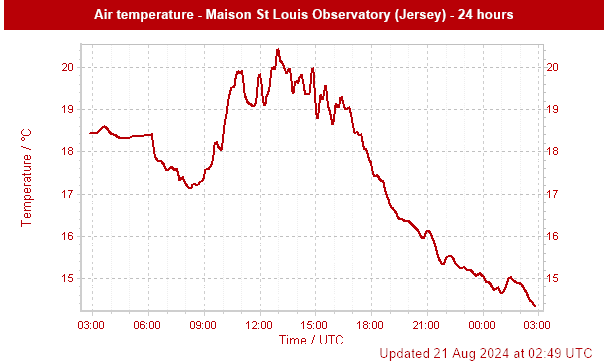 Air temperature - Maison St Louis Observatory (Jersey) - 24 hours
Temperature / °C
20 20
19 19
18 18
17 17
16 16
15 15
03:00 06:00 09:00 12:00 15:00 18:00 21:00 00:00 03:00
Time / UTC
Updated 21 Aug 2024 at 02:49 UTC